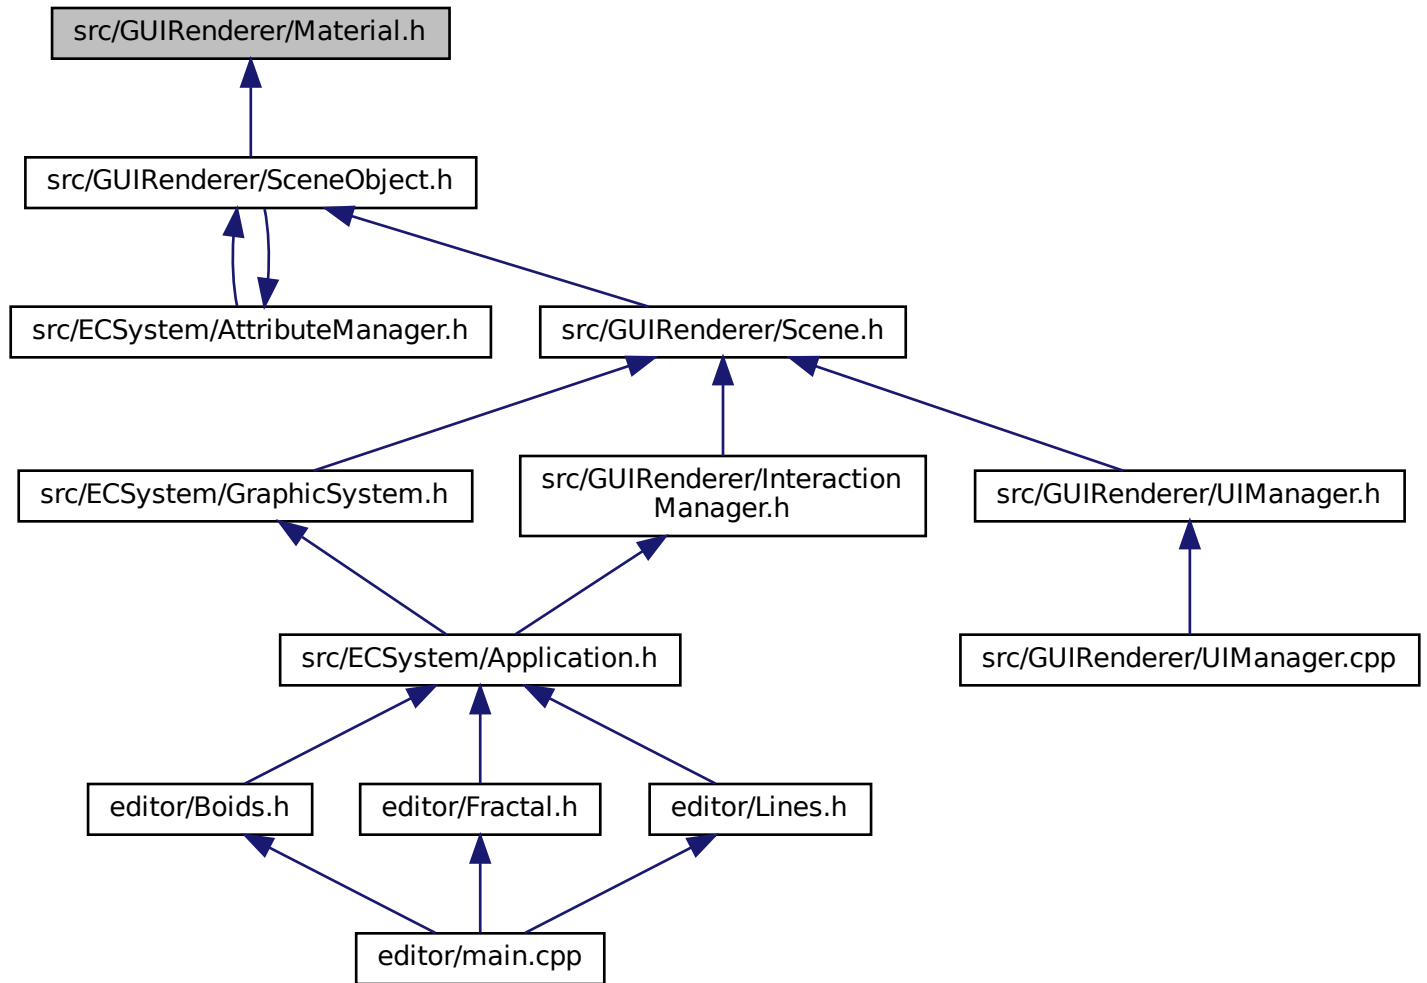 src/GUIRenderer/Material.h
src/GUIRenderer/SceneObject.h
src/ECSystem/AttributeManager.h
src/GUIRenderer/Scene.h
src/ECSystem/GraphicSystem.h
src/GUIRenderer/Interaction
Manager.h
src/GUIRenderer/UIManager.h
src/ECSystem/Application.h
src/GUIRenderer/UIManager.cpp
editor/Boids.h
editor/Fractal.h
editor/Lines.h
editor/main.cpp